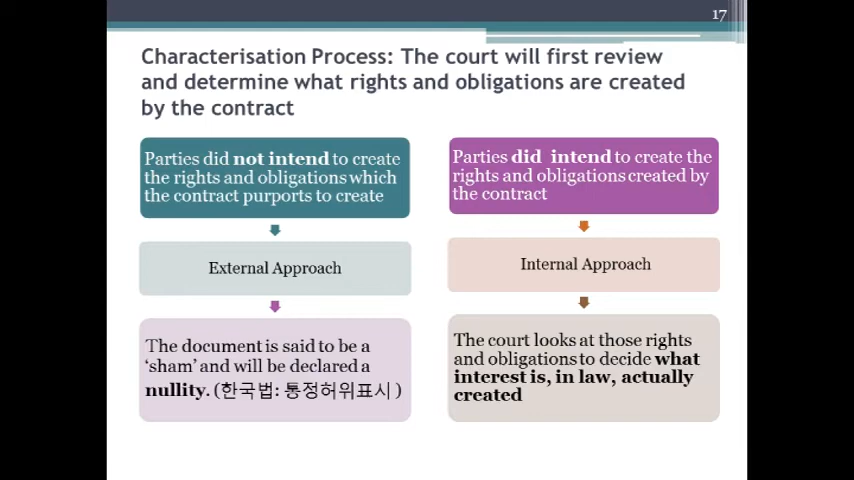 17
Characterisation Process: The court will first review
and determine what rights and obligations are created
by the contract
Parties did not intend to create
the rights and obligations which
the contract purports to create
External Approach
The document is said to be a
‘sham’ and will be declared a
nullity. (한국법: 통정허위표시 )
Parties did intend to create the
rights and obligations created by
the contract
Internal Approach
The court looks at those rights
and obligations to decide what
interest is, in law, actually
created